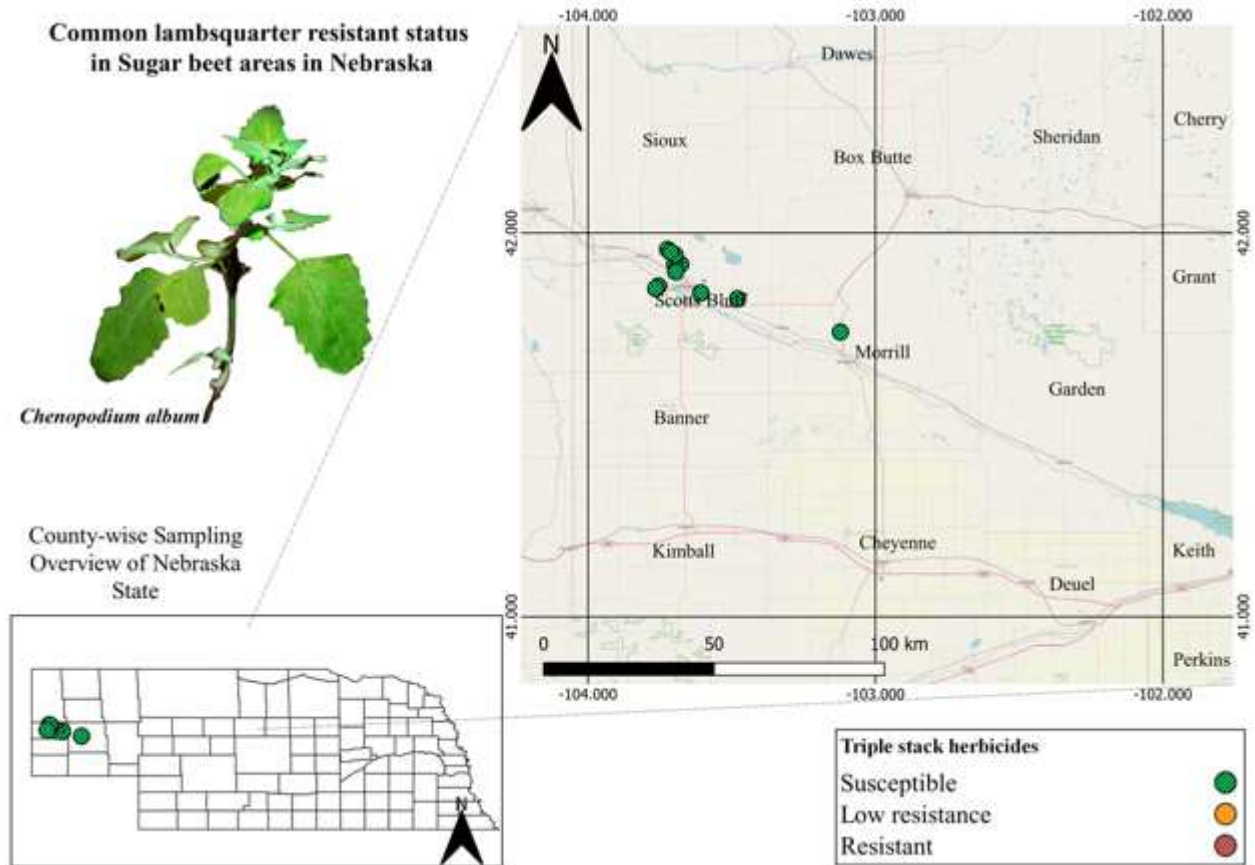 Common lambsquarter resistant status
in Sugar beet areas in Nebraska
Chenopodium album
County-wise Sampling
Overview of Nebraska
State
N
-104.000
-103.000
-102.000
N
Dawes
Sioux
Box Butte
Sheridan
Cherry
42.000
42.000
Grant
Scotts Bluff
Morrill
Garden
Banner
Kimball
Cheyenne
Keith
Deuel
41.000
41.000
Perkins
0 50 100 km
-104.000
-103.000
-102.000
Triple stack herbicides
Susceptible
Low resistance
Resistant